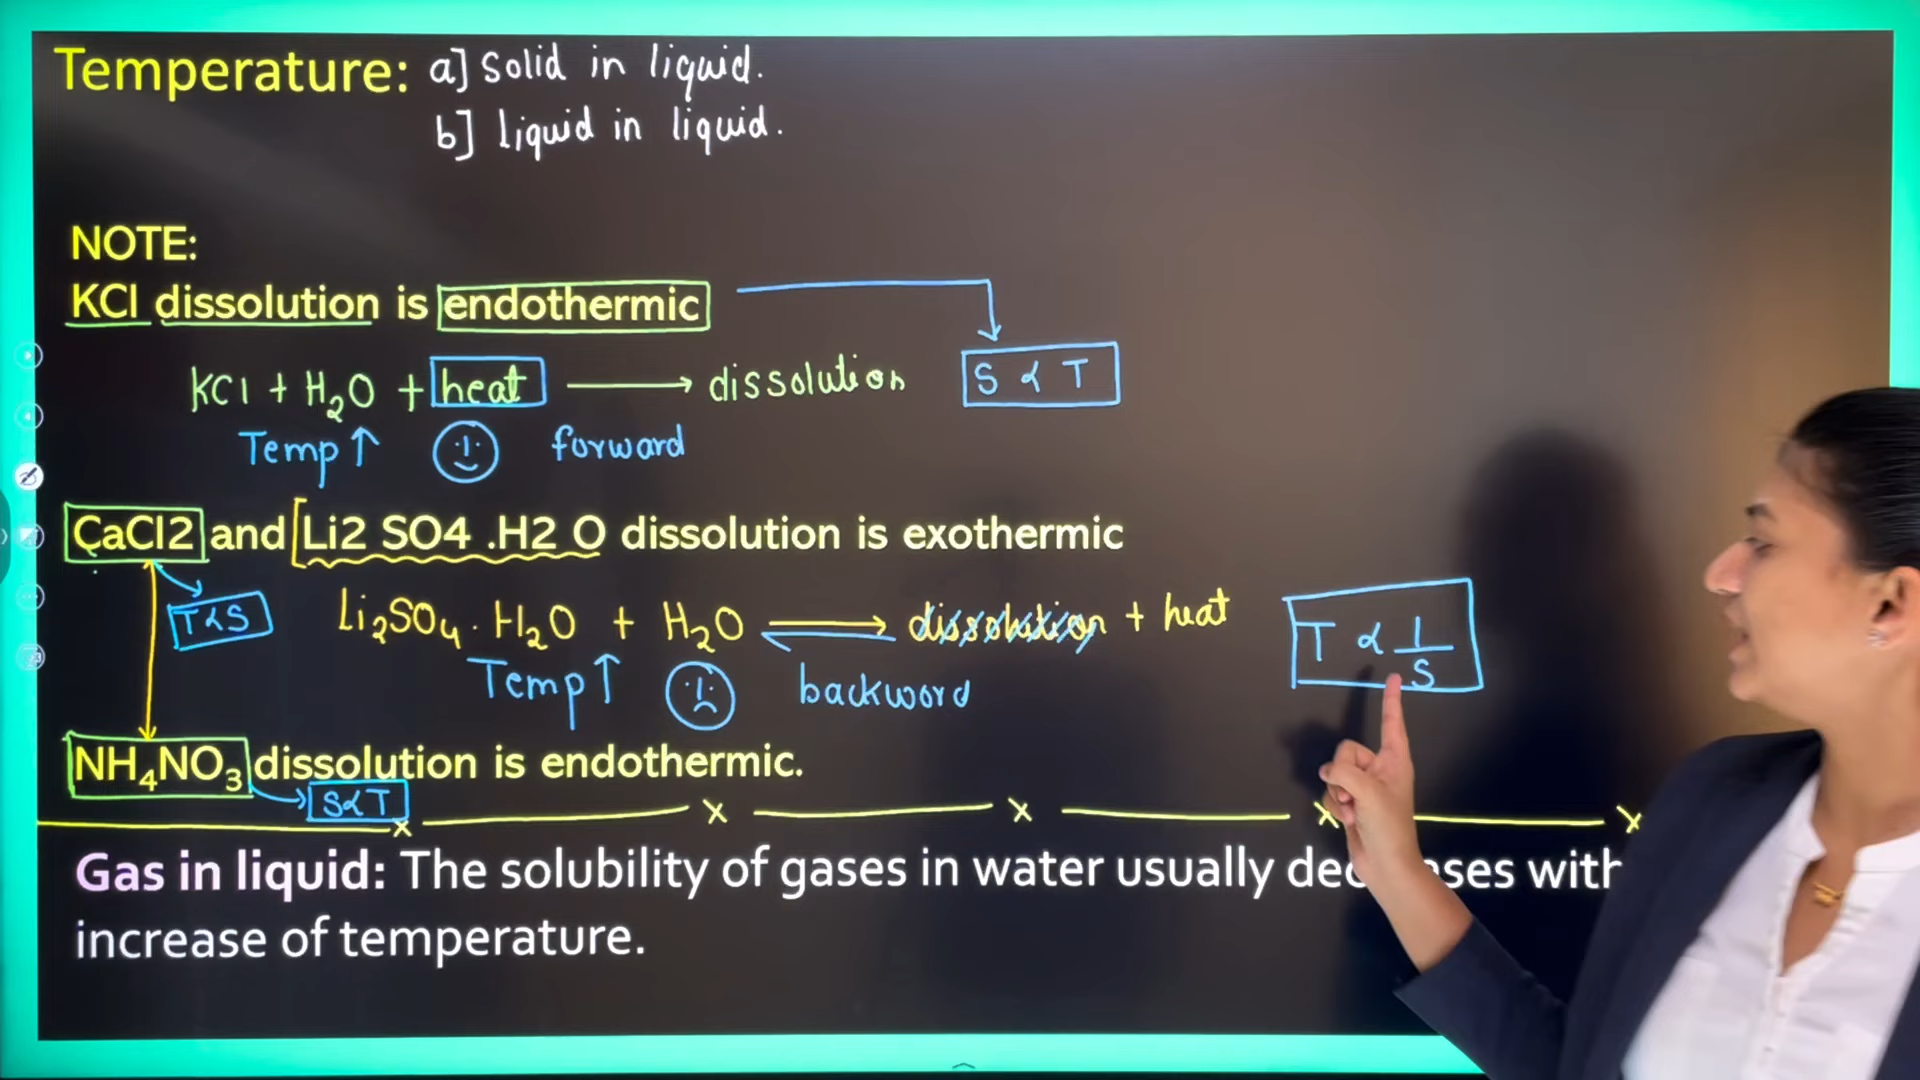 Temperature: a] Solid in liquid.
b] liquid in liquid.
NOTE:
KCl dissolution is endothermic
KCl + H₂O + heat ⟶ dissolution S ∝ T
Temp ↑ forward
CaCl2 and [Li2 SO4 .H2 O dissolution is exothermic
T∝S Li₂SO₄ · H₂O + H₂O dissolution + heat T ∝ 1/S
Temp ↑ backword
NH₄NO₃ dissolution is endothermic.
S∝T
Gas in liquid: The solubility of gases in water usually with
increase of temperature.